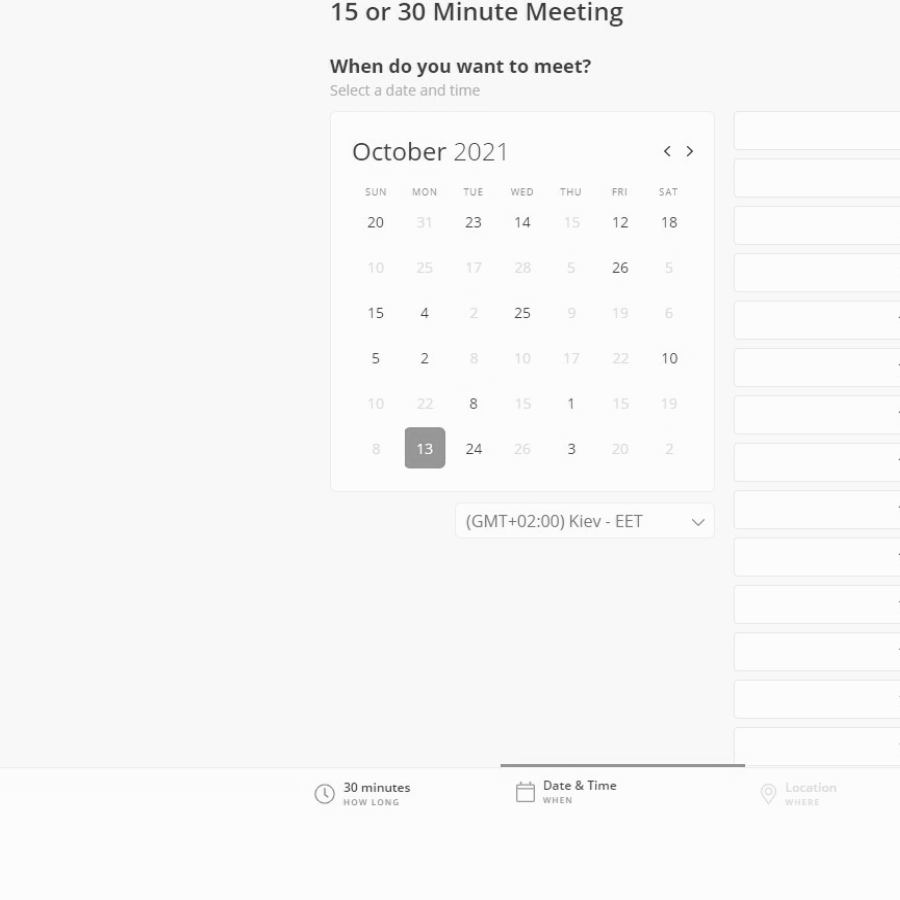 15 or 30 Minute Meeting
When do you want to meet?
Select a date and time
October 2021
SUN MON TUE WED THU FRI SAT
20 31 23 14 15 12 18
10 25 17 28 5 26 5
15 4 2 25 9 19 6
5 2 8 10 17 22 10
10 22 8 15 1 15 19
8 13 24 26 3 20 2
(GMT+02:00) Kiev - EET
30 minutes
HOW LONG
Date & Time
WHEN
Location
WHERE